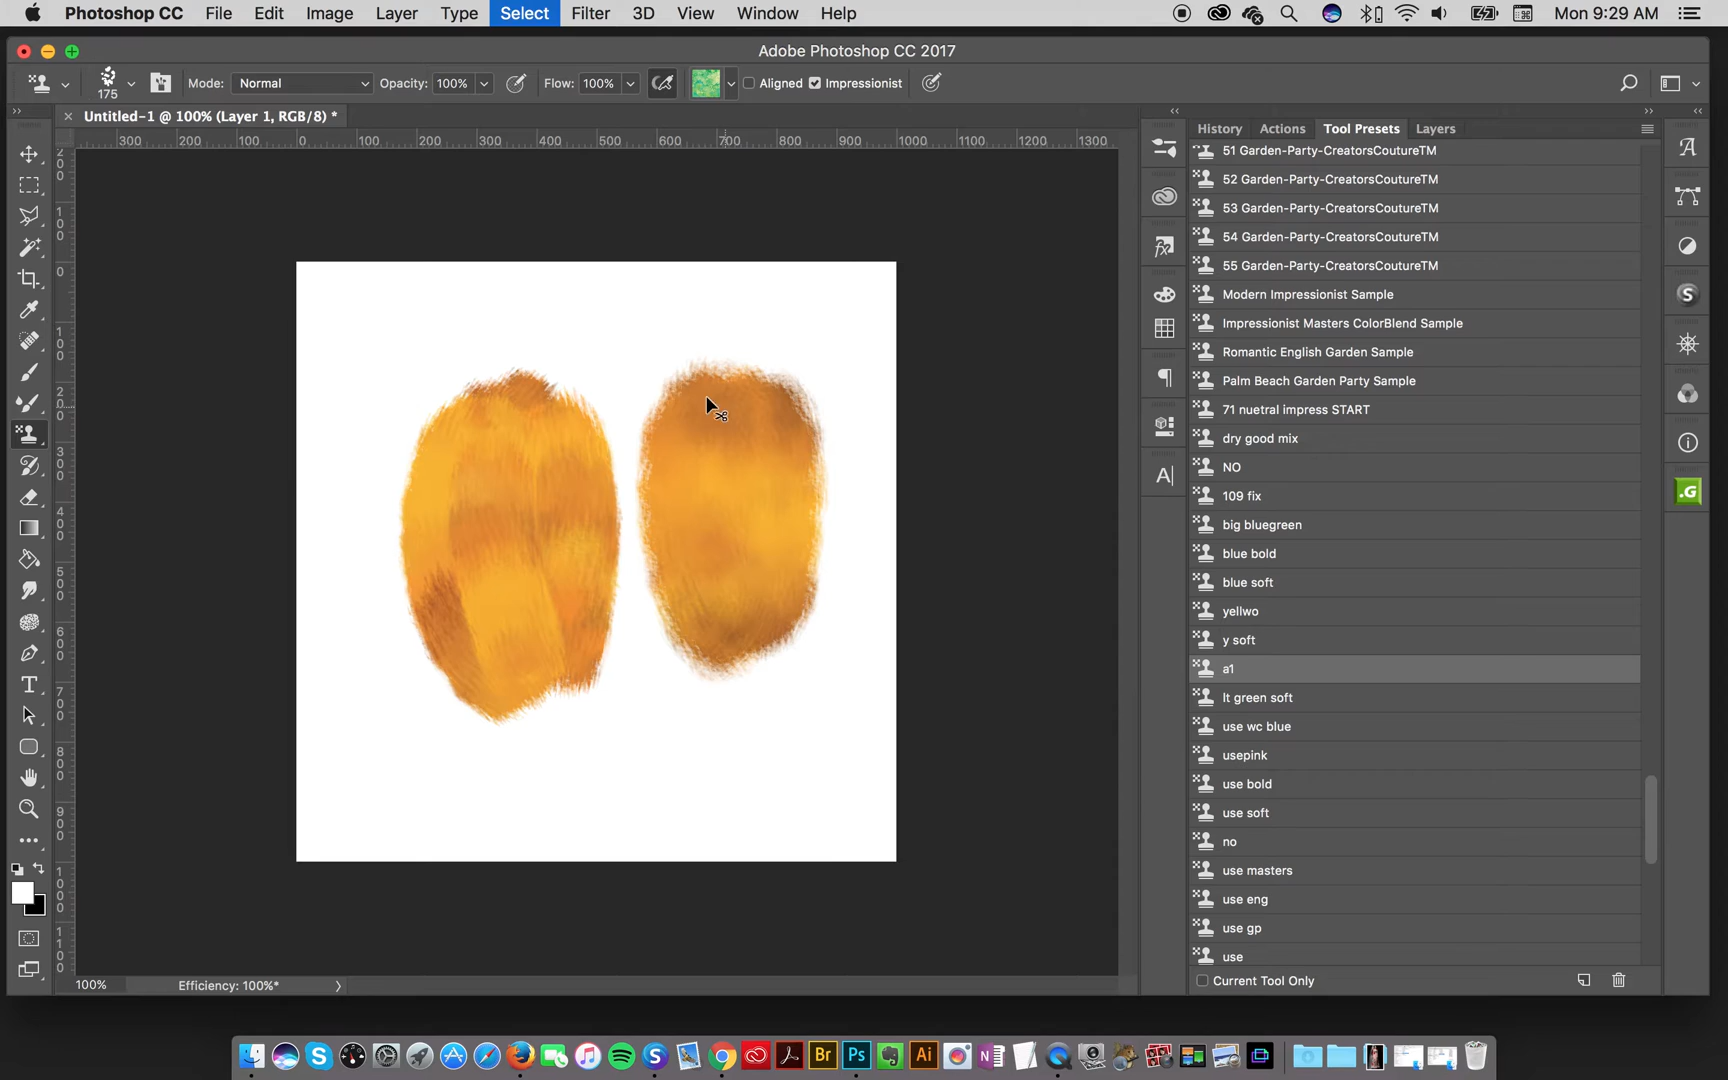 Photoshop CC File Edit Image Layer Type Select Filter 3D View Window Help Mon 9:29 AM
Adobe Photoshop CC 2017
175 Mode: Normal Opacity: 100% Flow: 100% Aligned Impressionist
Untitled-1 @ 100% (Layer 1, RGB/8) *
History Actions Tool Presets Layers
300 200 100 0 100 200 300 400 500 600 700 800 900 1000 1100 1200 1300
51 Garden-Party-CreatorsCoutureTM
52 Garden-Party-CreatorsCoutureTM
53 Garden-Party-CreatorsCoutureTM
54 Garden-Party-CreatorsCoutureTM
55 Garden-Party-CreatorsCoutureTM
Modern Impressionist Sample
Impressionist Masters ColorBlend Sample
Romantic English Garden Sample
Palm Beach Garden Party Sample
71 nuetral impress START
dry good mix
NO
109 fix
big bluegreen
blue bold
blue soft
yellwo
y soft
a1
lt green soft
use wc blue
usepink
use bold
use soft
no
use masters
use eng
use gp
use
Current Tool Only
100% Efficiency: 100%*
Br Ps Ai